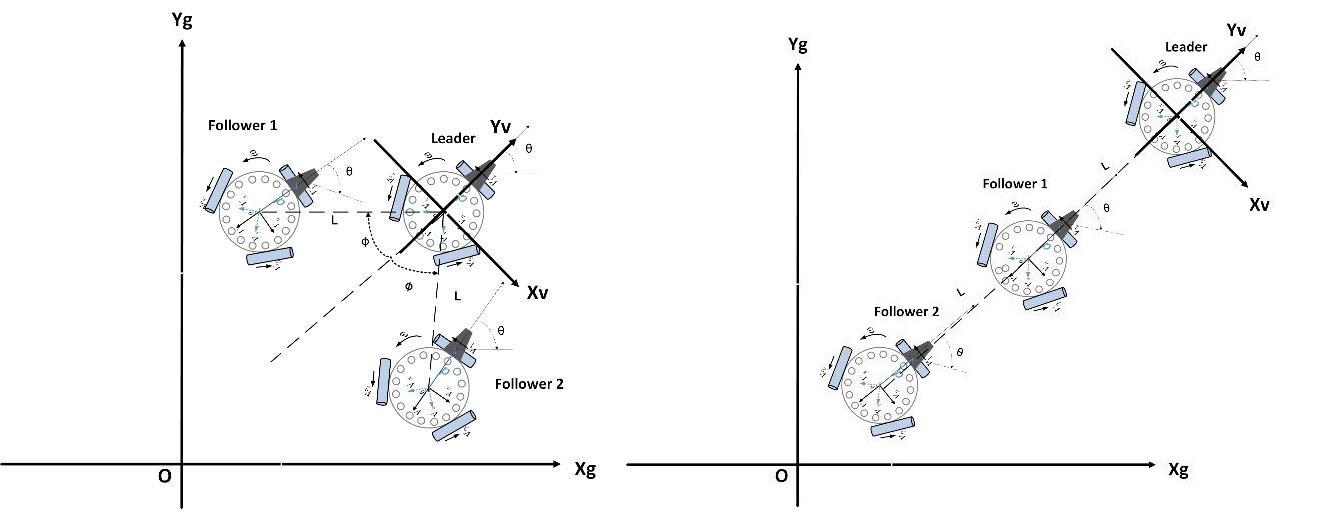 Yg
Follower 1
Leader
Yv
θ
ω
θ
ω
L
ϕ
ϕ
L
Xv
ω
θ
Follower 2
O
Xg
Yg
Leader
Yv
θ
ω
L
Xv
Follower 1
ω
θ
L
Follower 2
ω
θ
O
Xg